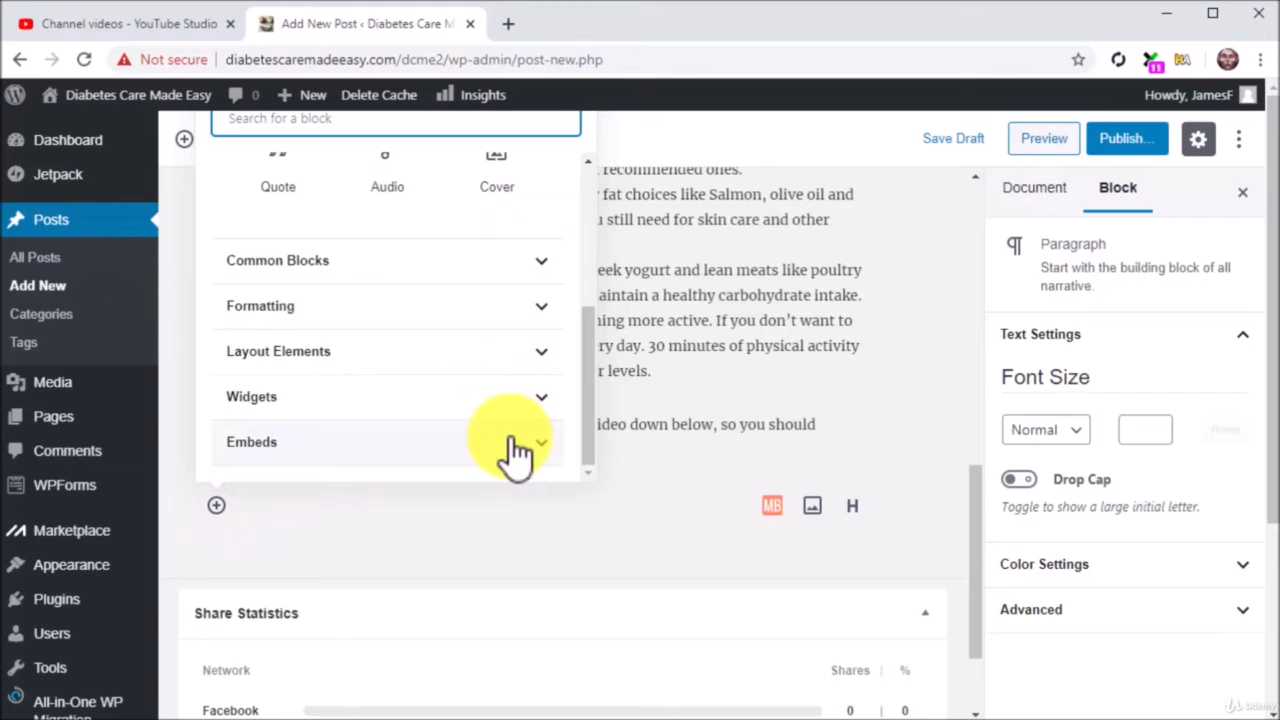 Channel videos - YouTube Studio
Add New Post ‹ Diabetes Care M
Not secure
diabetescaremadeeasy.com/dcme2/wp-admin/post-new.php
11
Diabetes Care Made Easy
0
New
Delete Cache
Insights
Howdy, JamesF
Dashboard
Jetpack
Posts
All Posts
Add New
Categories
Tags
Media
Pages
Comments
WPForms
Marketplace
Appearance
Plugins
Users
Tools
All-in-One WP
Migration
Search for a block
Quote
Audio
Cover
Common Blocks
Formatting
Layout Elements
Widgets
Embeds
Save Draft
Preview
Publish...
recommended ones.
y fat choices like Salmon, olive oil and
u still need for skin care and other
eek yogurt and lean meats like poultry
aintain a healthy carbohydrate intake.
ning more active. If you don't want to
ery day. 30 minutes of physical activity
r levels.
ideo down below, so you should
MB
H
Share Statistics
Network
Shares
%
Facebook
0
0
Document
Block
Paragraph
Start with the building block of all
narrative.
Text Settings
Font Size
Normal
Reset
Drop Cap
Toggle to show a large initial letter.
Color Settings
Advanced
Udemy